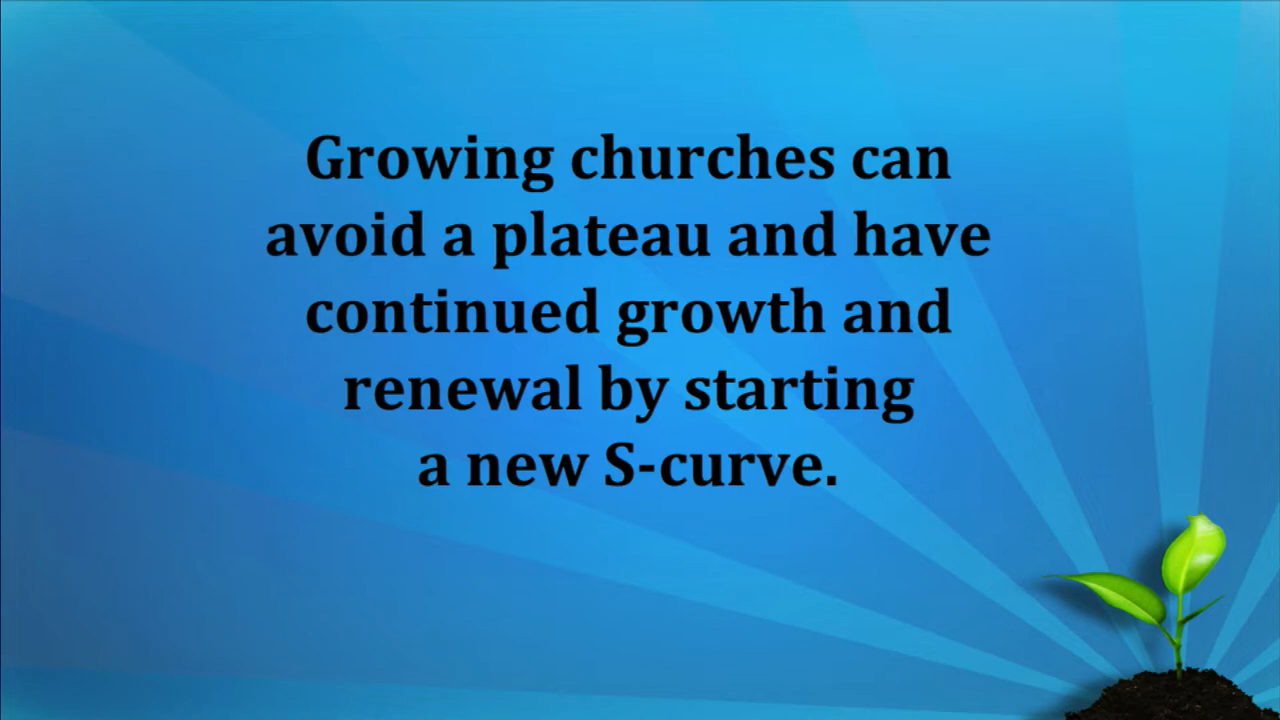 Growing churches can
avoid a plateau and have
continued growth and
renewal by starting
a new S-curve.